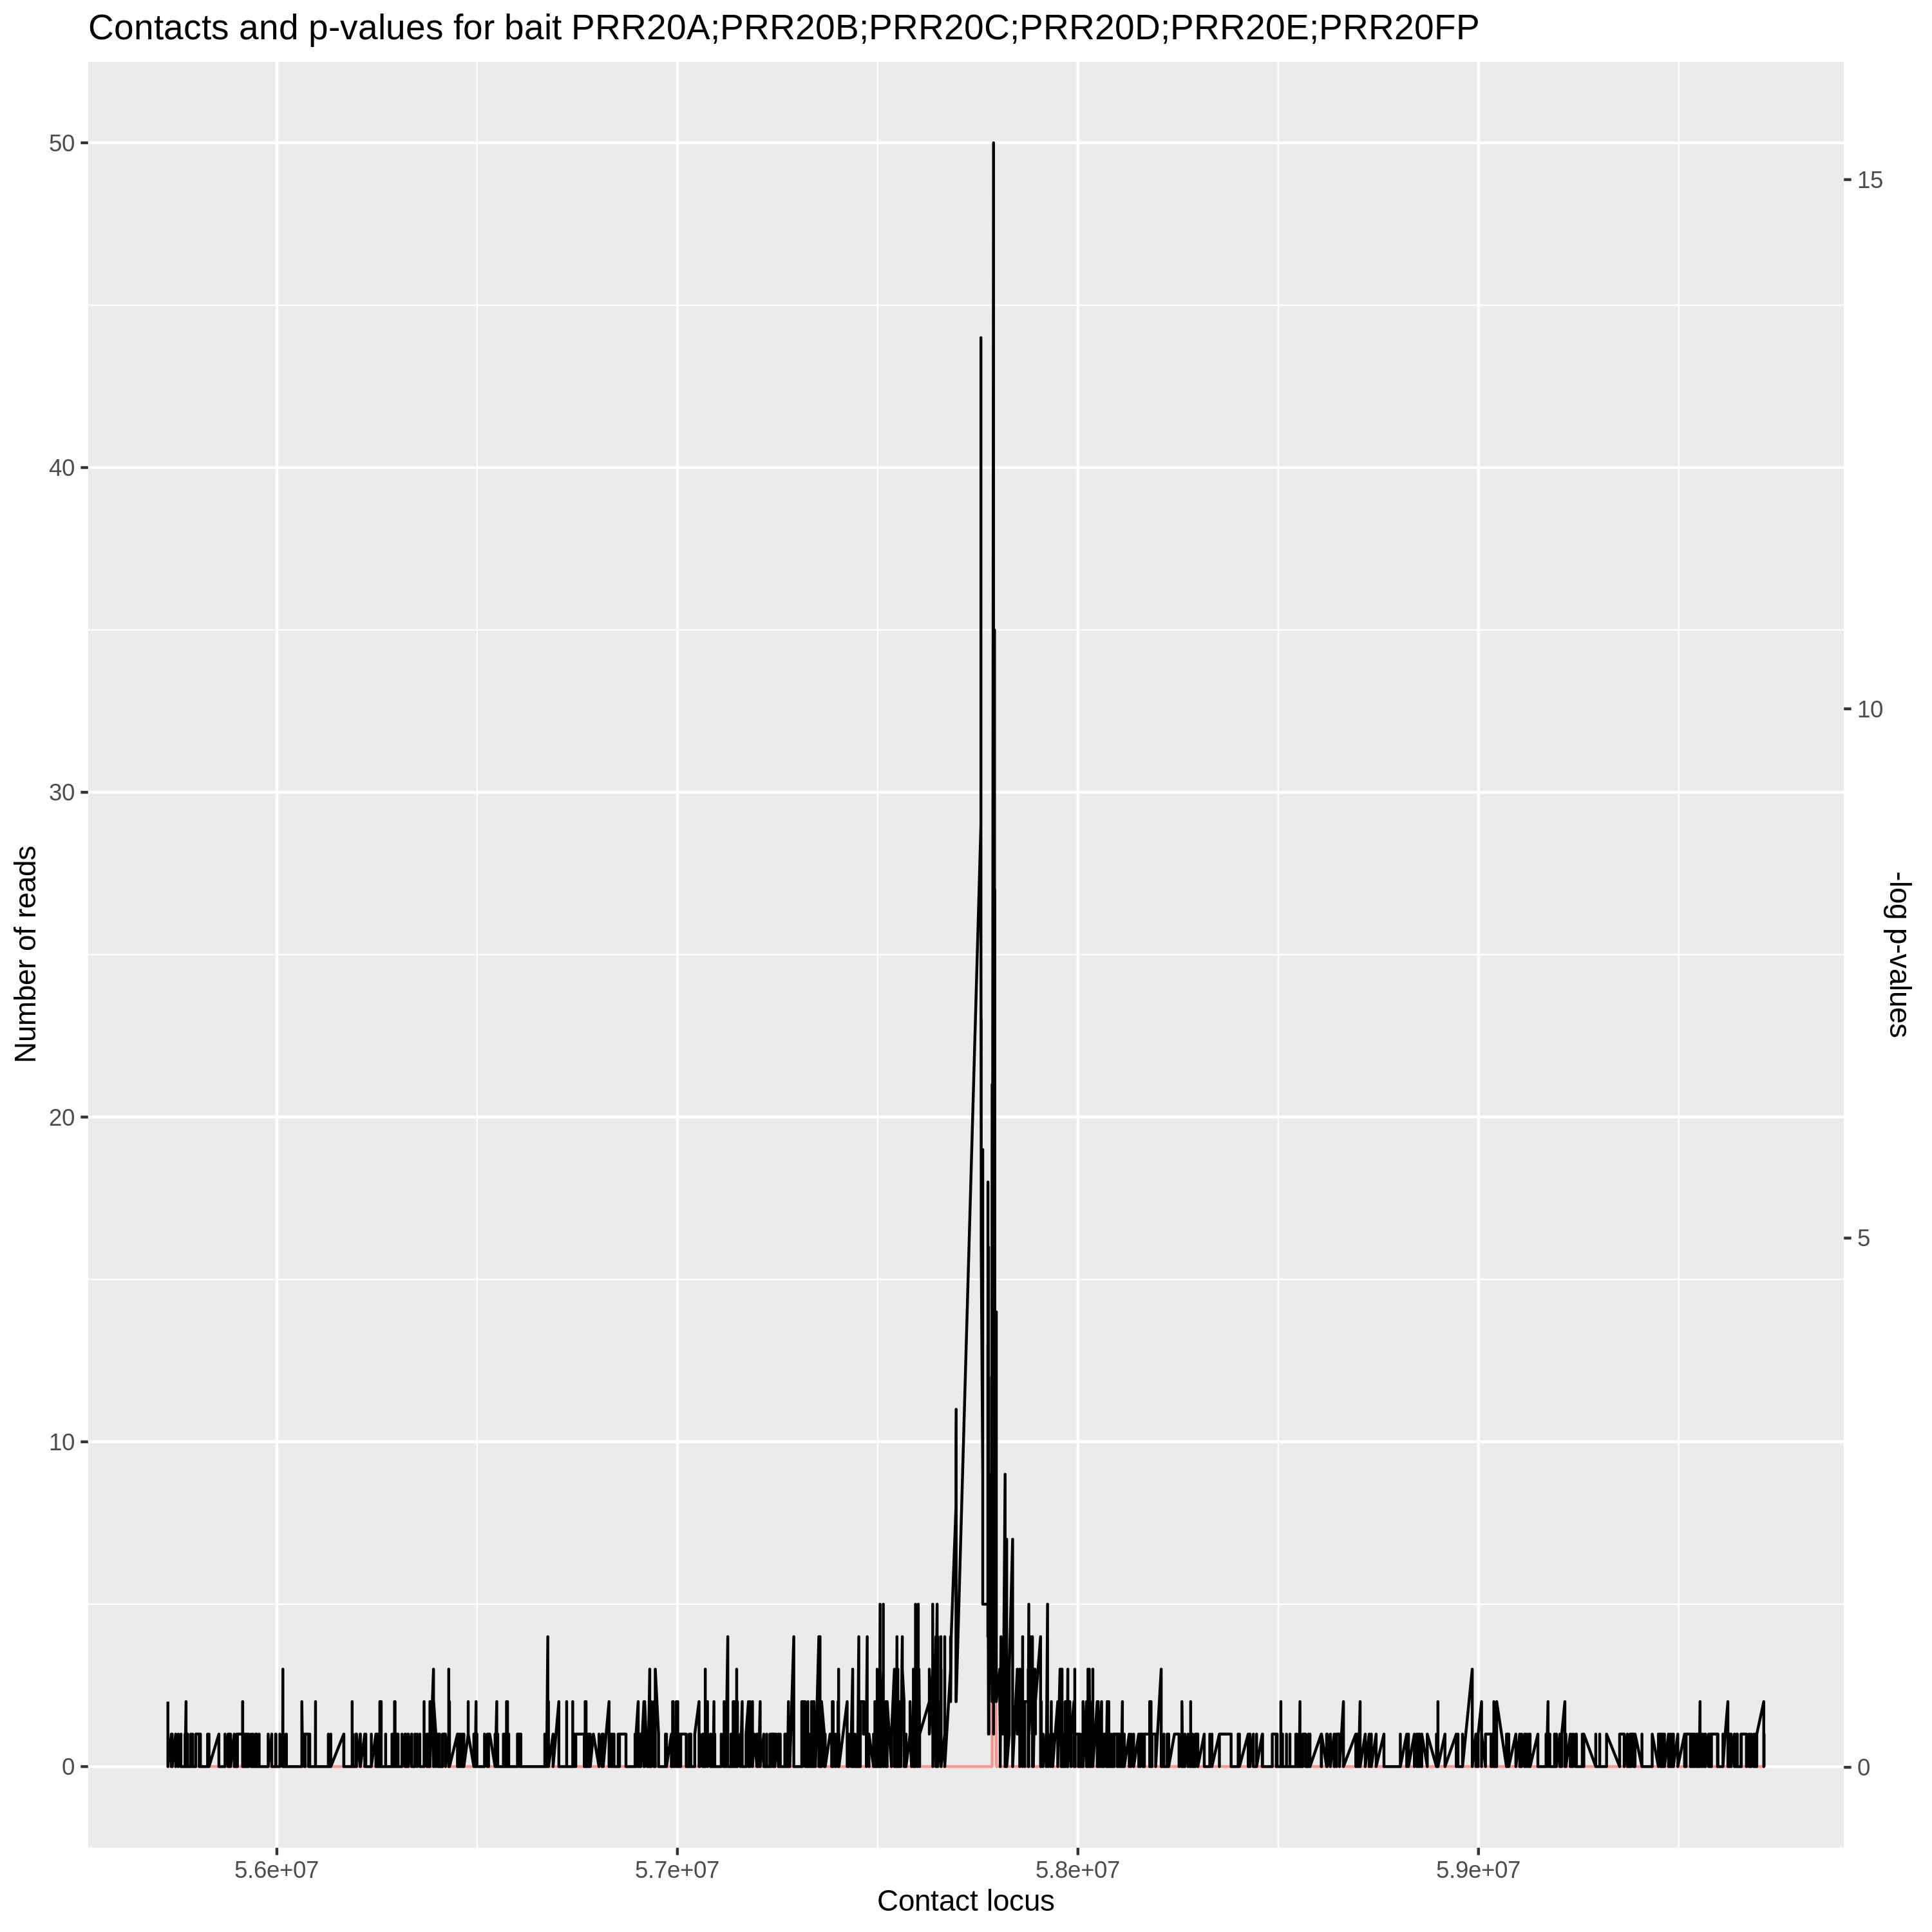 Contacts and p-values for bait PRR20A;PRR20B;PRR20C;PRR20D;PRR20E;PRR20FP
50
40
30
20
10
0
Number of reads
15
10
5
0
-log p-values
5.6e+07 5.7e+07 5.8e+07 5.9e+07
Contact locus